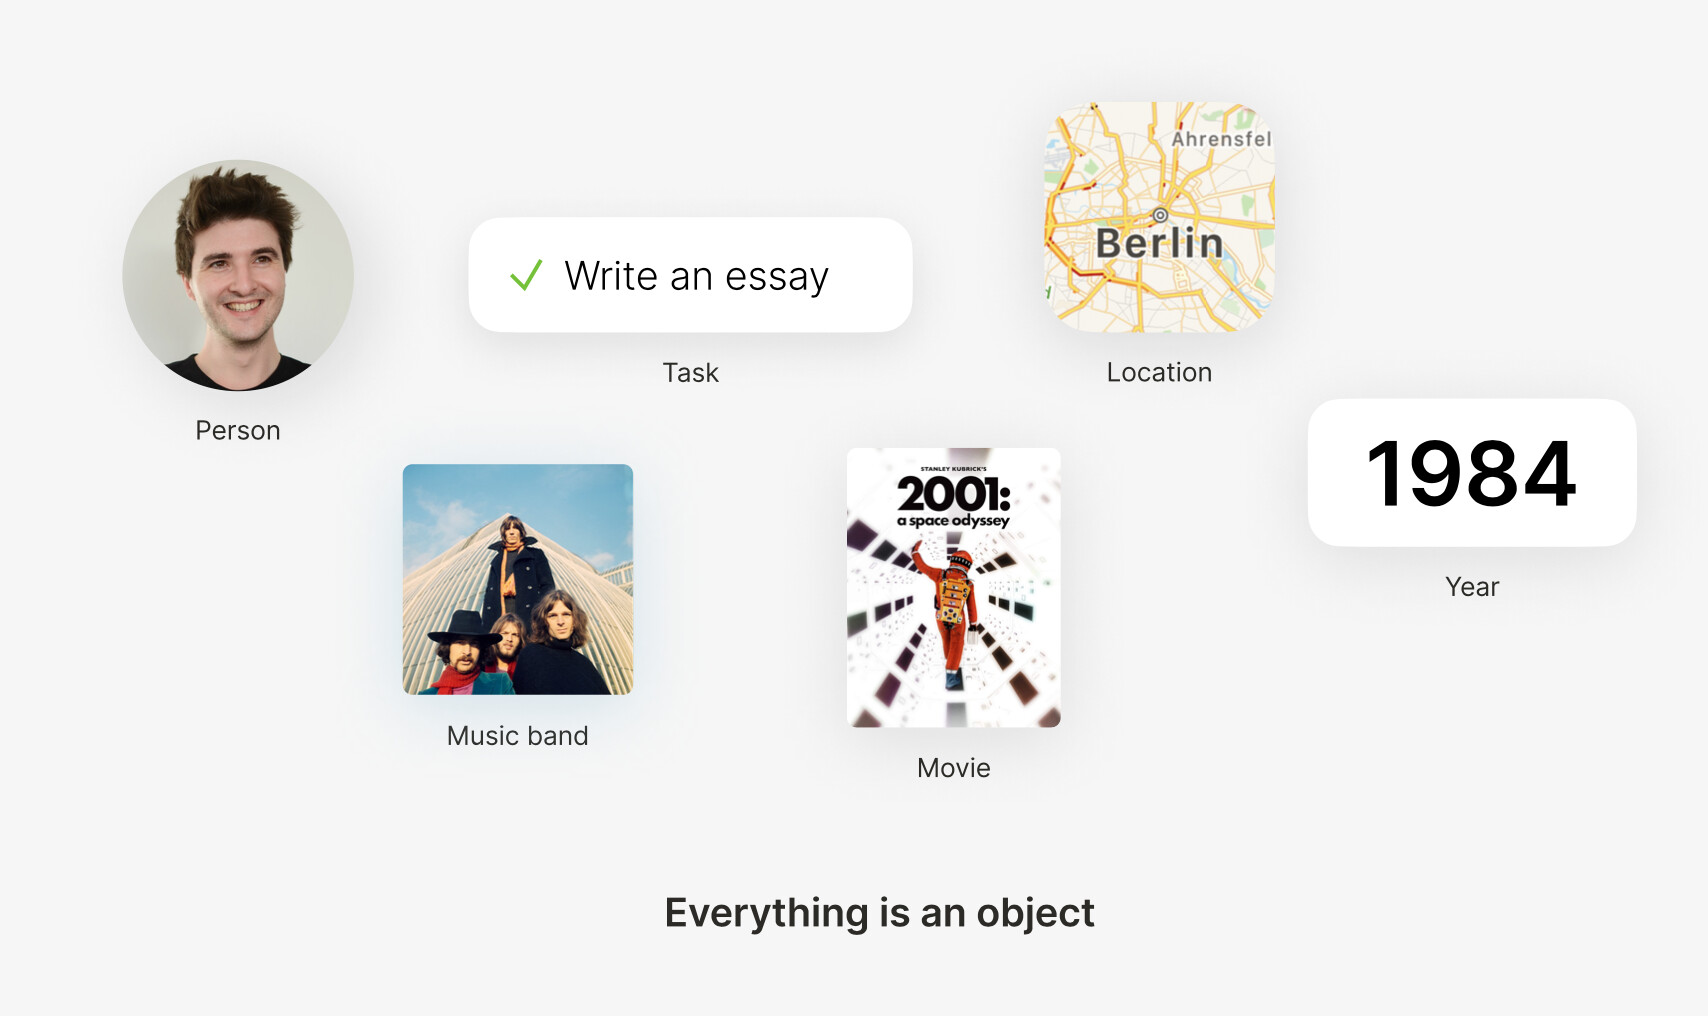 Ahrensfel
Berlin
Write an essay
Task
Location
Person
1984
STANLEY KUBRICK'S
2001:
a space odyssey
Year
Music band
Movie
Everything is an object